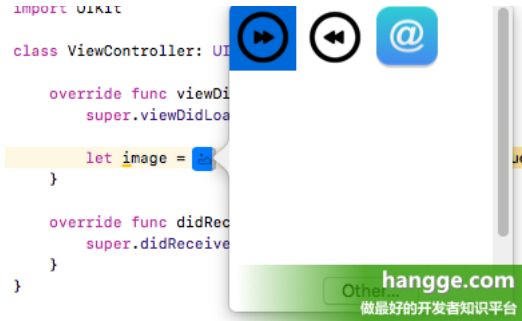 import UIKit
class ViewController: UI
override func viewDi
super.viewDidLoa
let image =
}
override func didRec
super.didReceive
}
}
@
Other...
hangge.com
做最好的开发者知识平台